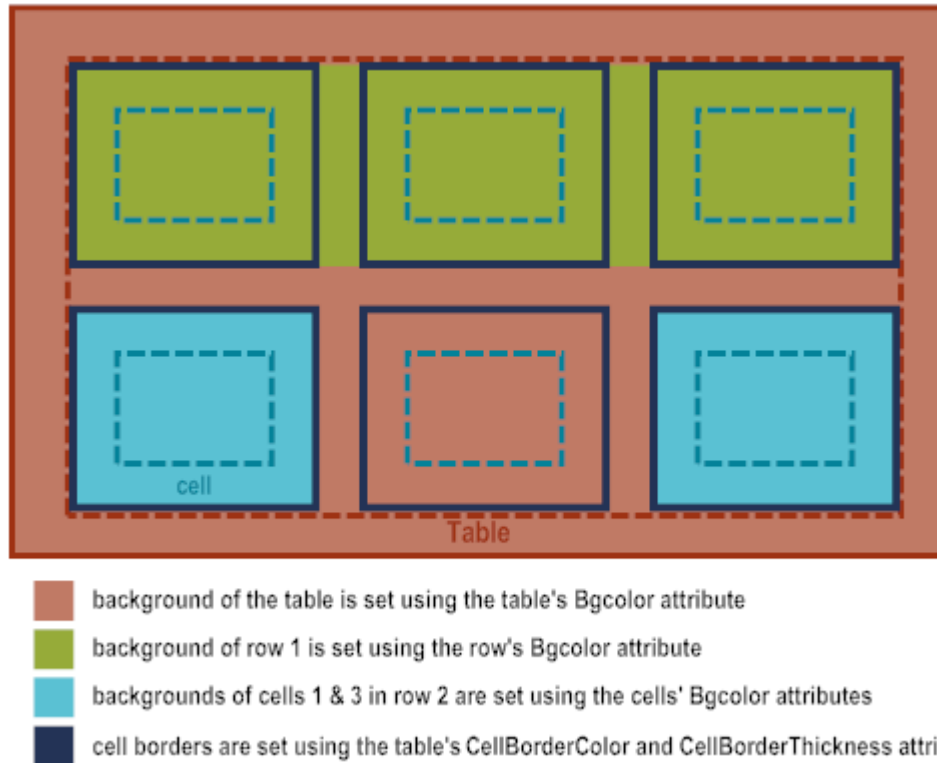 cell
Table
background of the table is set using the table's Bgcolor attribute
background of row 1 is set using the row's Bgcolor attribute
backgrounds of cells 1 & 3 in row 2 are set using the cells' Bgcolor attributes
cell borders are set using the table's CellBorderColor and CellBorderThickness attri